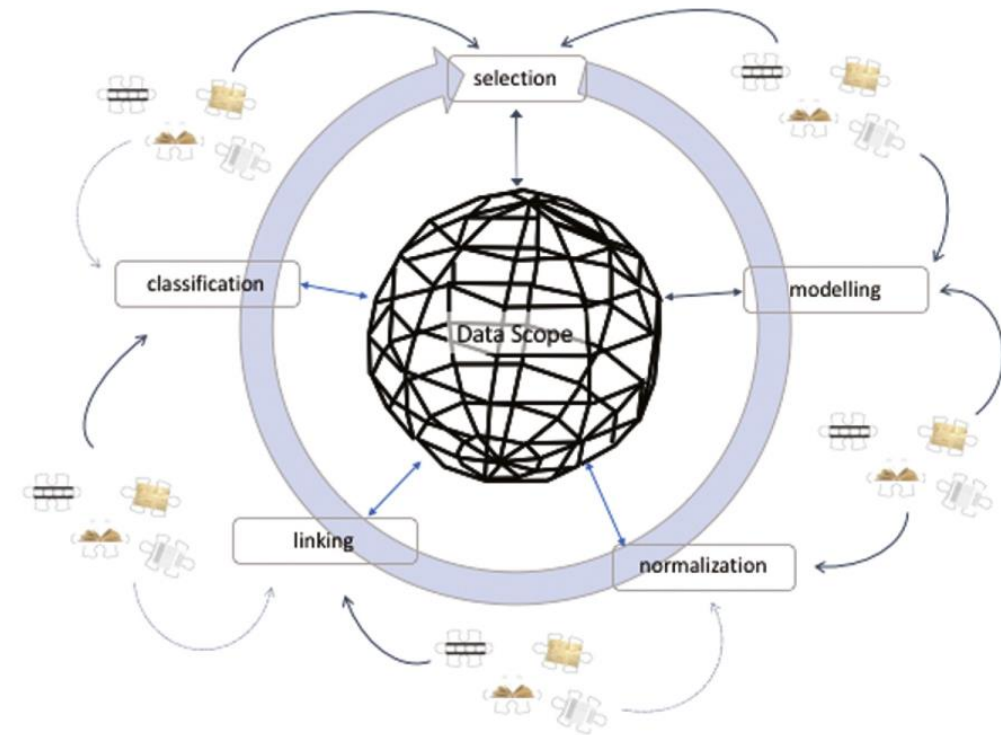 selection
classification
modelling
Data Scope
linking
normalization